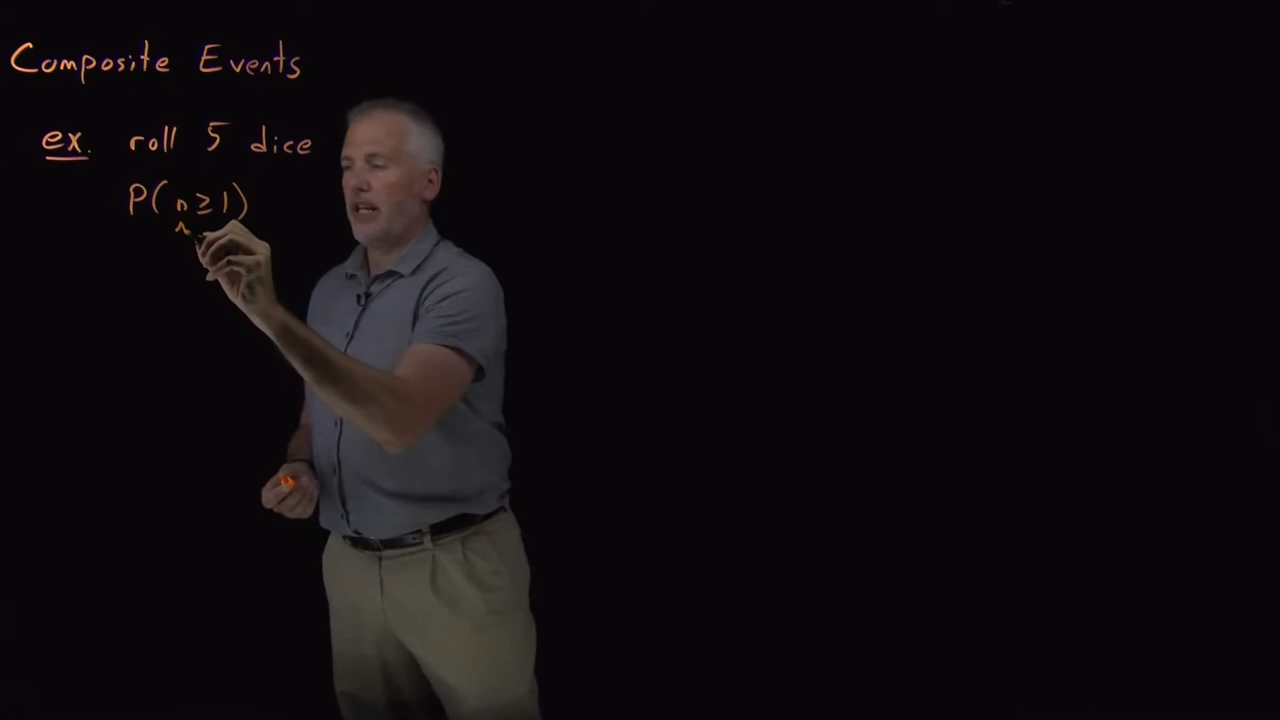 Composite Events
ex. roll 5 dice
P( n ≥ 1 )
n